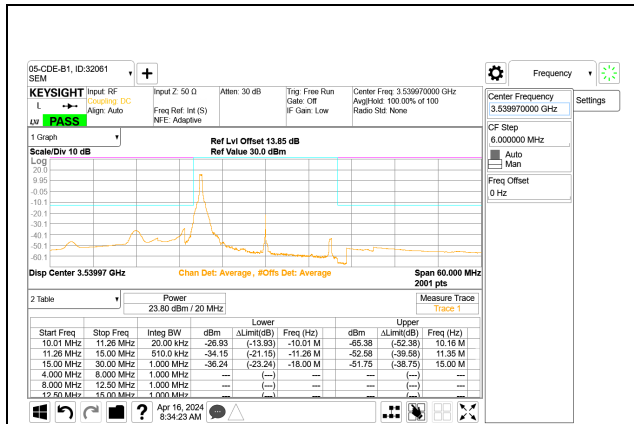 05-CDE-B1, ID:32061
SEM
Frequency
KEYSIGHT
L
LXI PASS
Input: RF
Coupling: DC
Align: Auto
Input Z: 50 Ω
Freq Ref: Int (S)
NFE: Adaptive
Atten: 30 dB
Trig: Free Run
Gate: Off
IF Gain: Low
Center Freq: 3.539970000 GHz
Avg|Hold: 100.00% of 100
Radio Std: None
Center Frequency
3.539970000 GHz
Settings
CF Step
6.000000 MHz
Auto
Man
Freq Offset
0 Hz
1 Graph
Scale/Div 10 dB
Ref Lvl Offset 13.85 dB
Ref Value 30.0 dBm
Log
20.0
9.95
-0.05
-10.1
-20.1
-30.1
-40.1
-50.1
-60.1
Disp Center 3.53997 GHz
Chan Det: Average, #Offs Det: Average
Span 60.000 MHz
2001 pts
2 Table
Power
23.80 dBm / 20 MHz
Measure Trace
Trace 1
Lower Upper
Start Freq Stop Freq Integ BW dBm ΔLimit(dB) Freq (Hz) dBm ΔLimit(dB) Freq (Hz)
10.01 MHz 11.26 MHz 20.00 kHz -26.93 (-13.93) -10.01 M -65.38 (-52.38) 10.16 M
11.26 MHz 15.00 MHz 510.0 kHz -34.15 (-21.15) -11.26 M -52.58 (-39.58) 11.35 M
15.00 MHz 30.00 MHz 1.000 MHz -36.24 (-23.24) -18.00 M -51.75 (-38.75) 15.00 M
4.000 MHz 8.000 MHz 1.000 MHz --- (---) --- (---)
8.000 MHz 12.50 MHz 1.000 MHz --- (---) --- (---)
12.50 MHz 15.00 MHz 1.000 MHz --- (---) --- (---)
Apr 16, 2024
8:34:23 AM